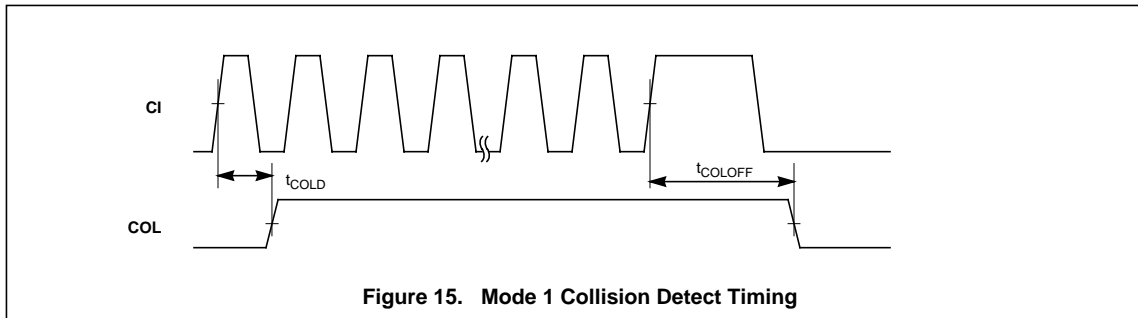 CI
tCOLD
tCOLOFF
COL
Figure 15. Mode 1 Collision Detect Timing